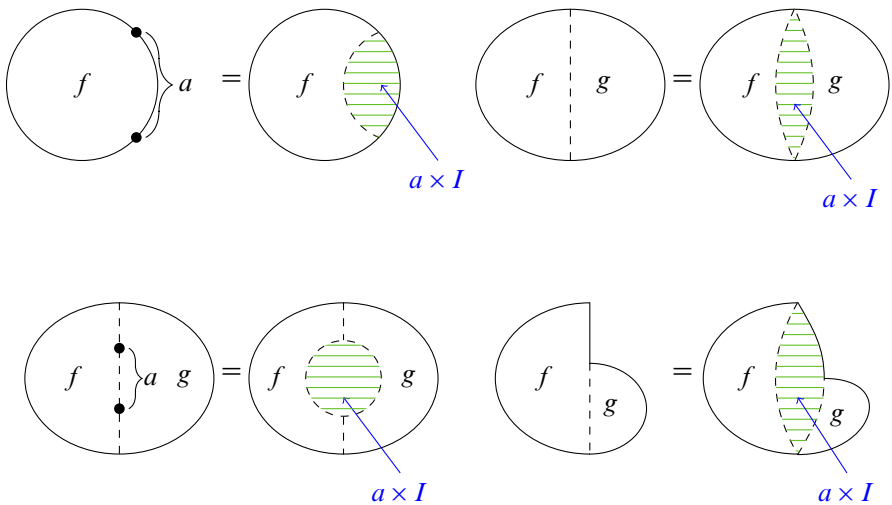 f a = f a × I
f g = f g a × I
f a g = f g a × I
f g = f g a × I